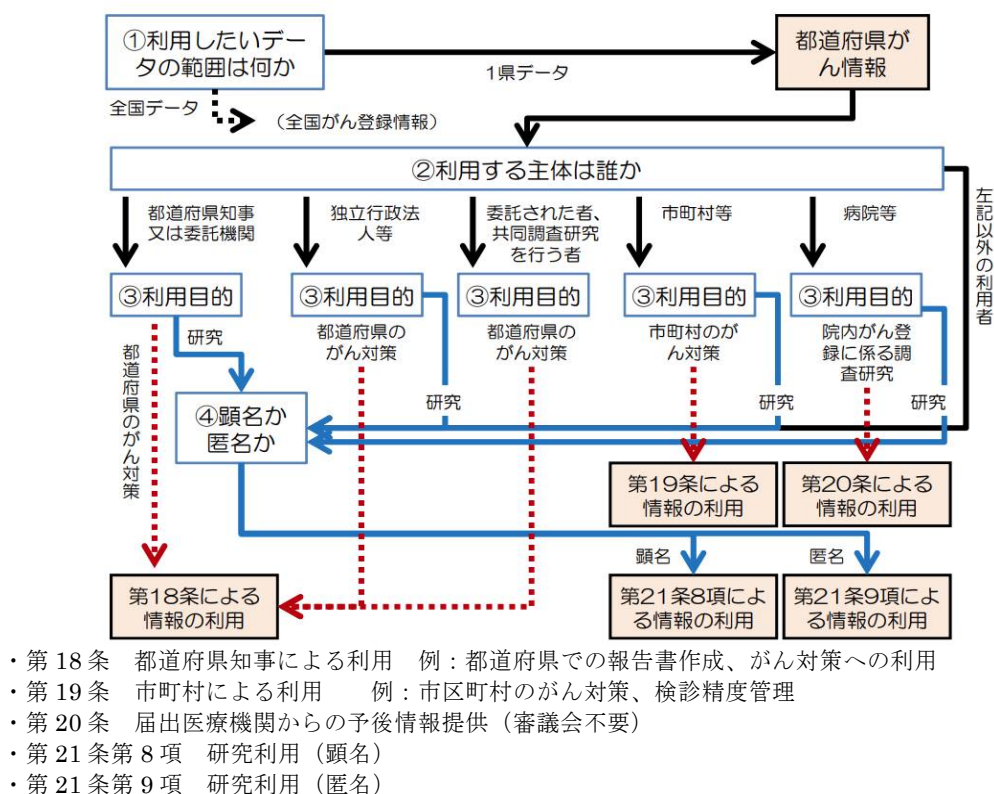 ①利用したいデー
タの範囲は何か
都道府県が
ん情報
1県データ
全国データ
(全国がん登録情報)
②利用する主体は誰か
左記以外の利用者
都道府県知事
又は委託機関
独立行政法
人等
委託された者、
共同調査研究
を行う者
市町村等
病院等
③利用目的
③利用目的
③利用目的
③利用目的
③利用目的
研究
都道府県のがん対策
都道府県の
がん対策
都道府県の
がん対策
市町村のが
ん対策
院内がん登
録に係る調
査研究
研究
研究
研究
④顕名か
匿名か
第19条による
情報の利用
第20条による
情報の利用
顕名
匿名
第18条による
情報の利用
第21条8項によ
る情報の利用
第21条9項によ
る情報の利用
・第 18 条 都道府県知事による利用 例：都道府県での報告書作成、がん対策への利用
・第 19 条 市町村による利用 例：市区町村のがん対策、検診精度管理
・第 20 条 届出医療機関からの予後情報提供（審議会不要）
・第 21 条第 8 項 研究利用（顕名）
・第 21 条第 9 項 研究利用（匿名）